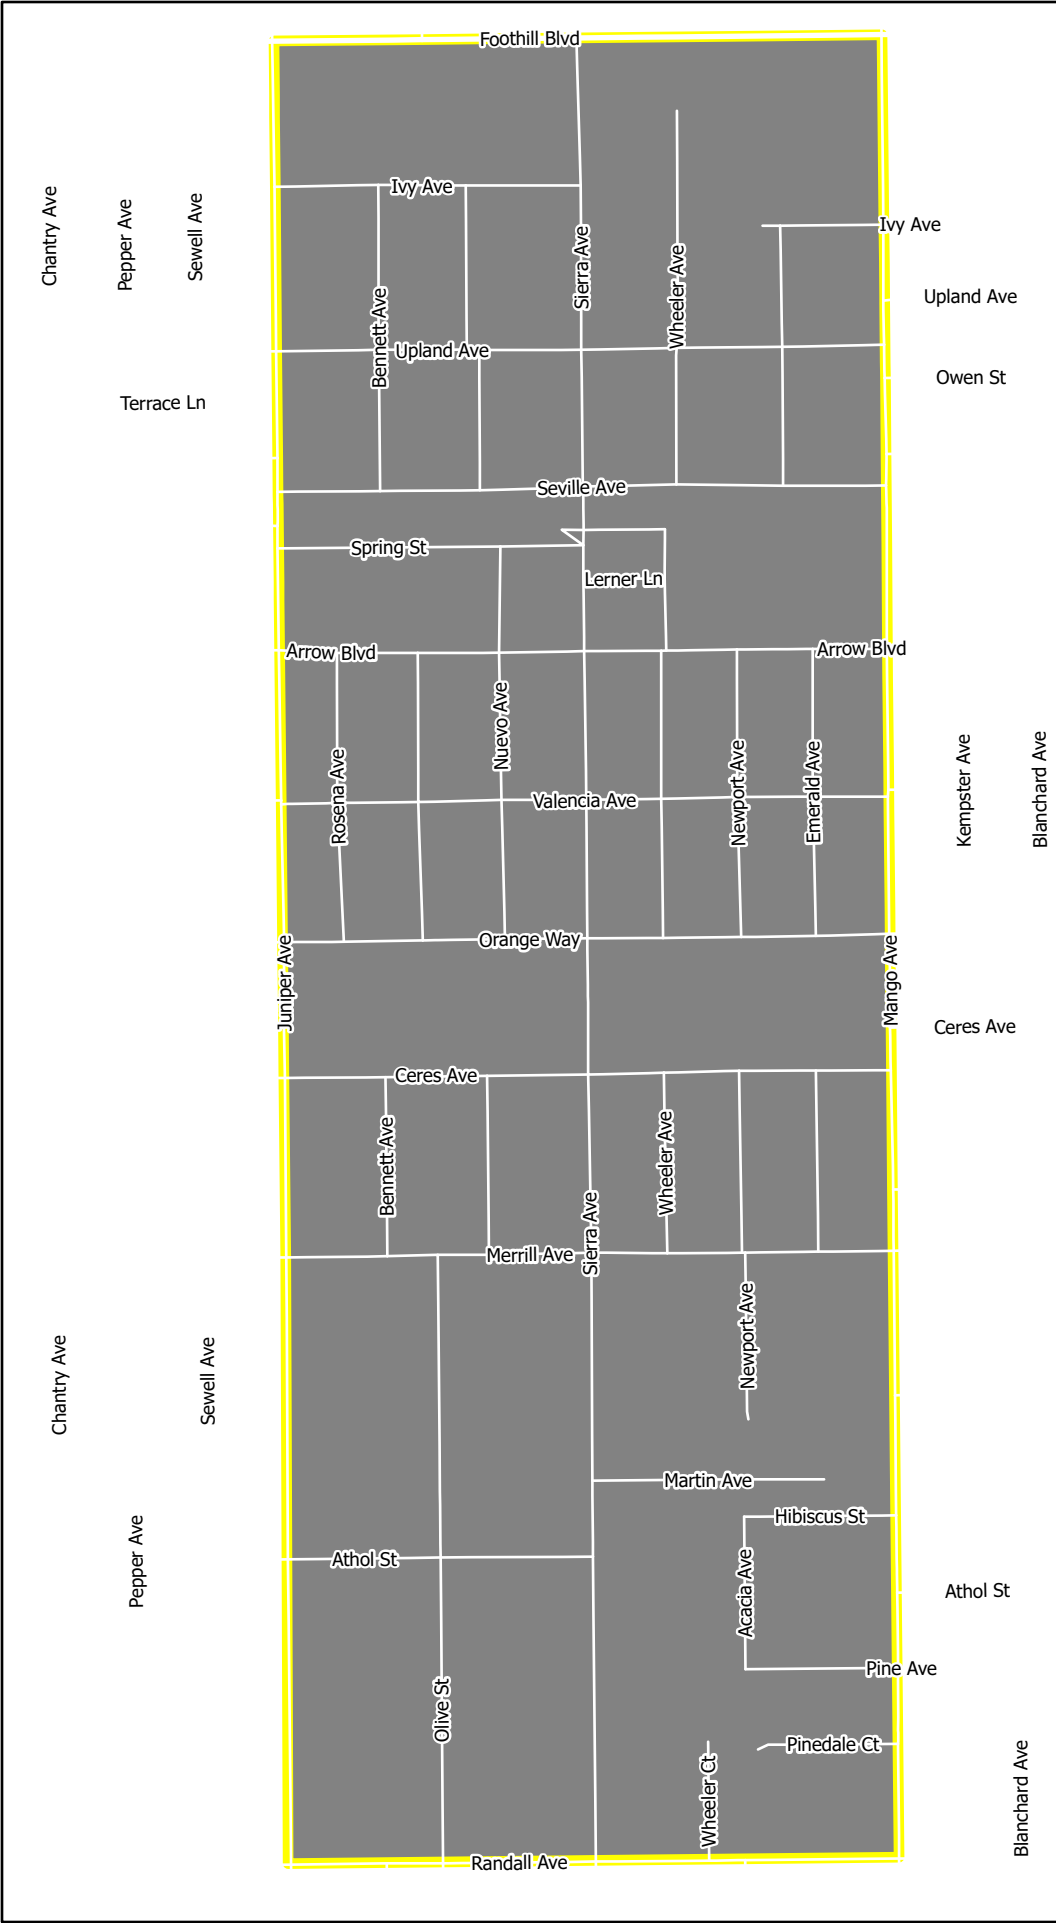 Foothill Blvd
Chantry Ave
Pepper Ave
Sewell Ave
Ivy Ave
Sierra Ave
Wheeler Ave
Ivy Ave
Upland Ave
Bennett Ave
Upland Ave
Owen St
Terrace Ln
Seville Ave
Spring St
Lerner Ln
Arrow Blvd
Arrow Blvd
Nuevo Ave
Rosena Ave
Newport Ave
Emerald Ave
Kempster Ave
Blanchard Ave
Valencia Ave
Orange Way
Juniper Ave
Mango Ave
Ceres Ave
Ceres Ave
Bennett Ave
Wheeler Ave
Sierra Ave
Merrill Ave
Newport Ave
Chantry Ave
Sewell Ave
Martin Ave
Hibiscus St
Pepper Ave
Athol St
Acacia Ave
Athol St
Pine Ave
Olive St
Pinedale Ct
Wheeler Ct
Blanchard Ave
Randall Ave